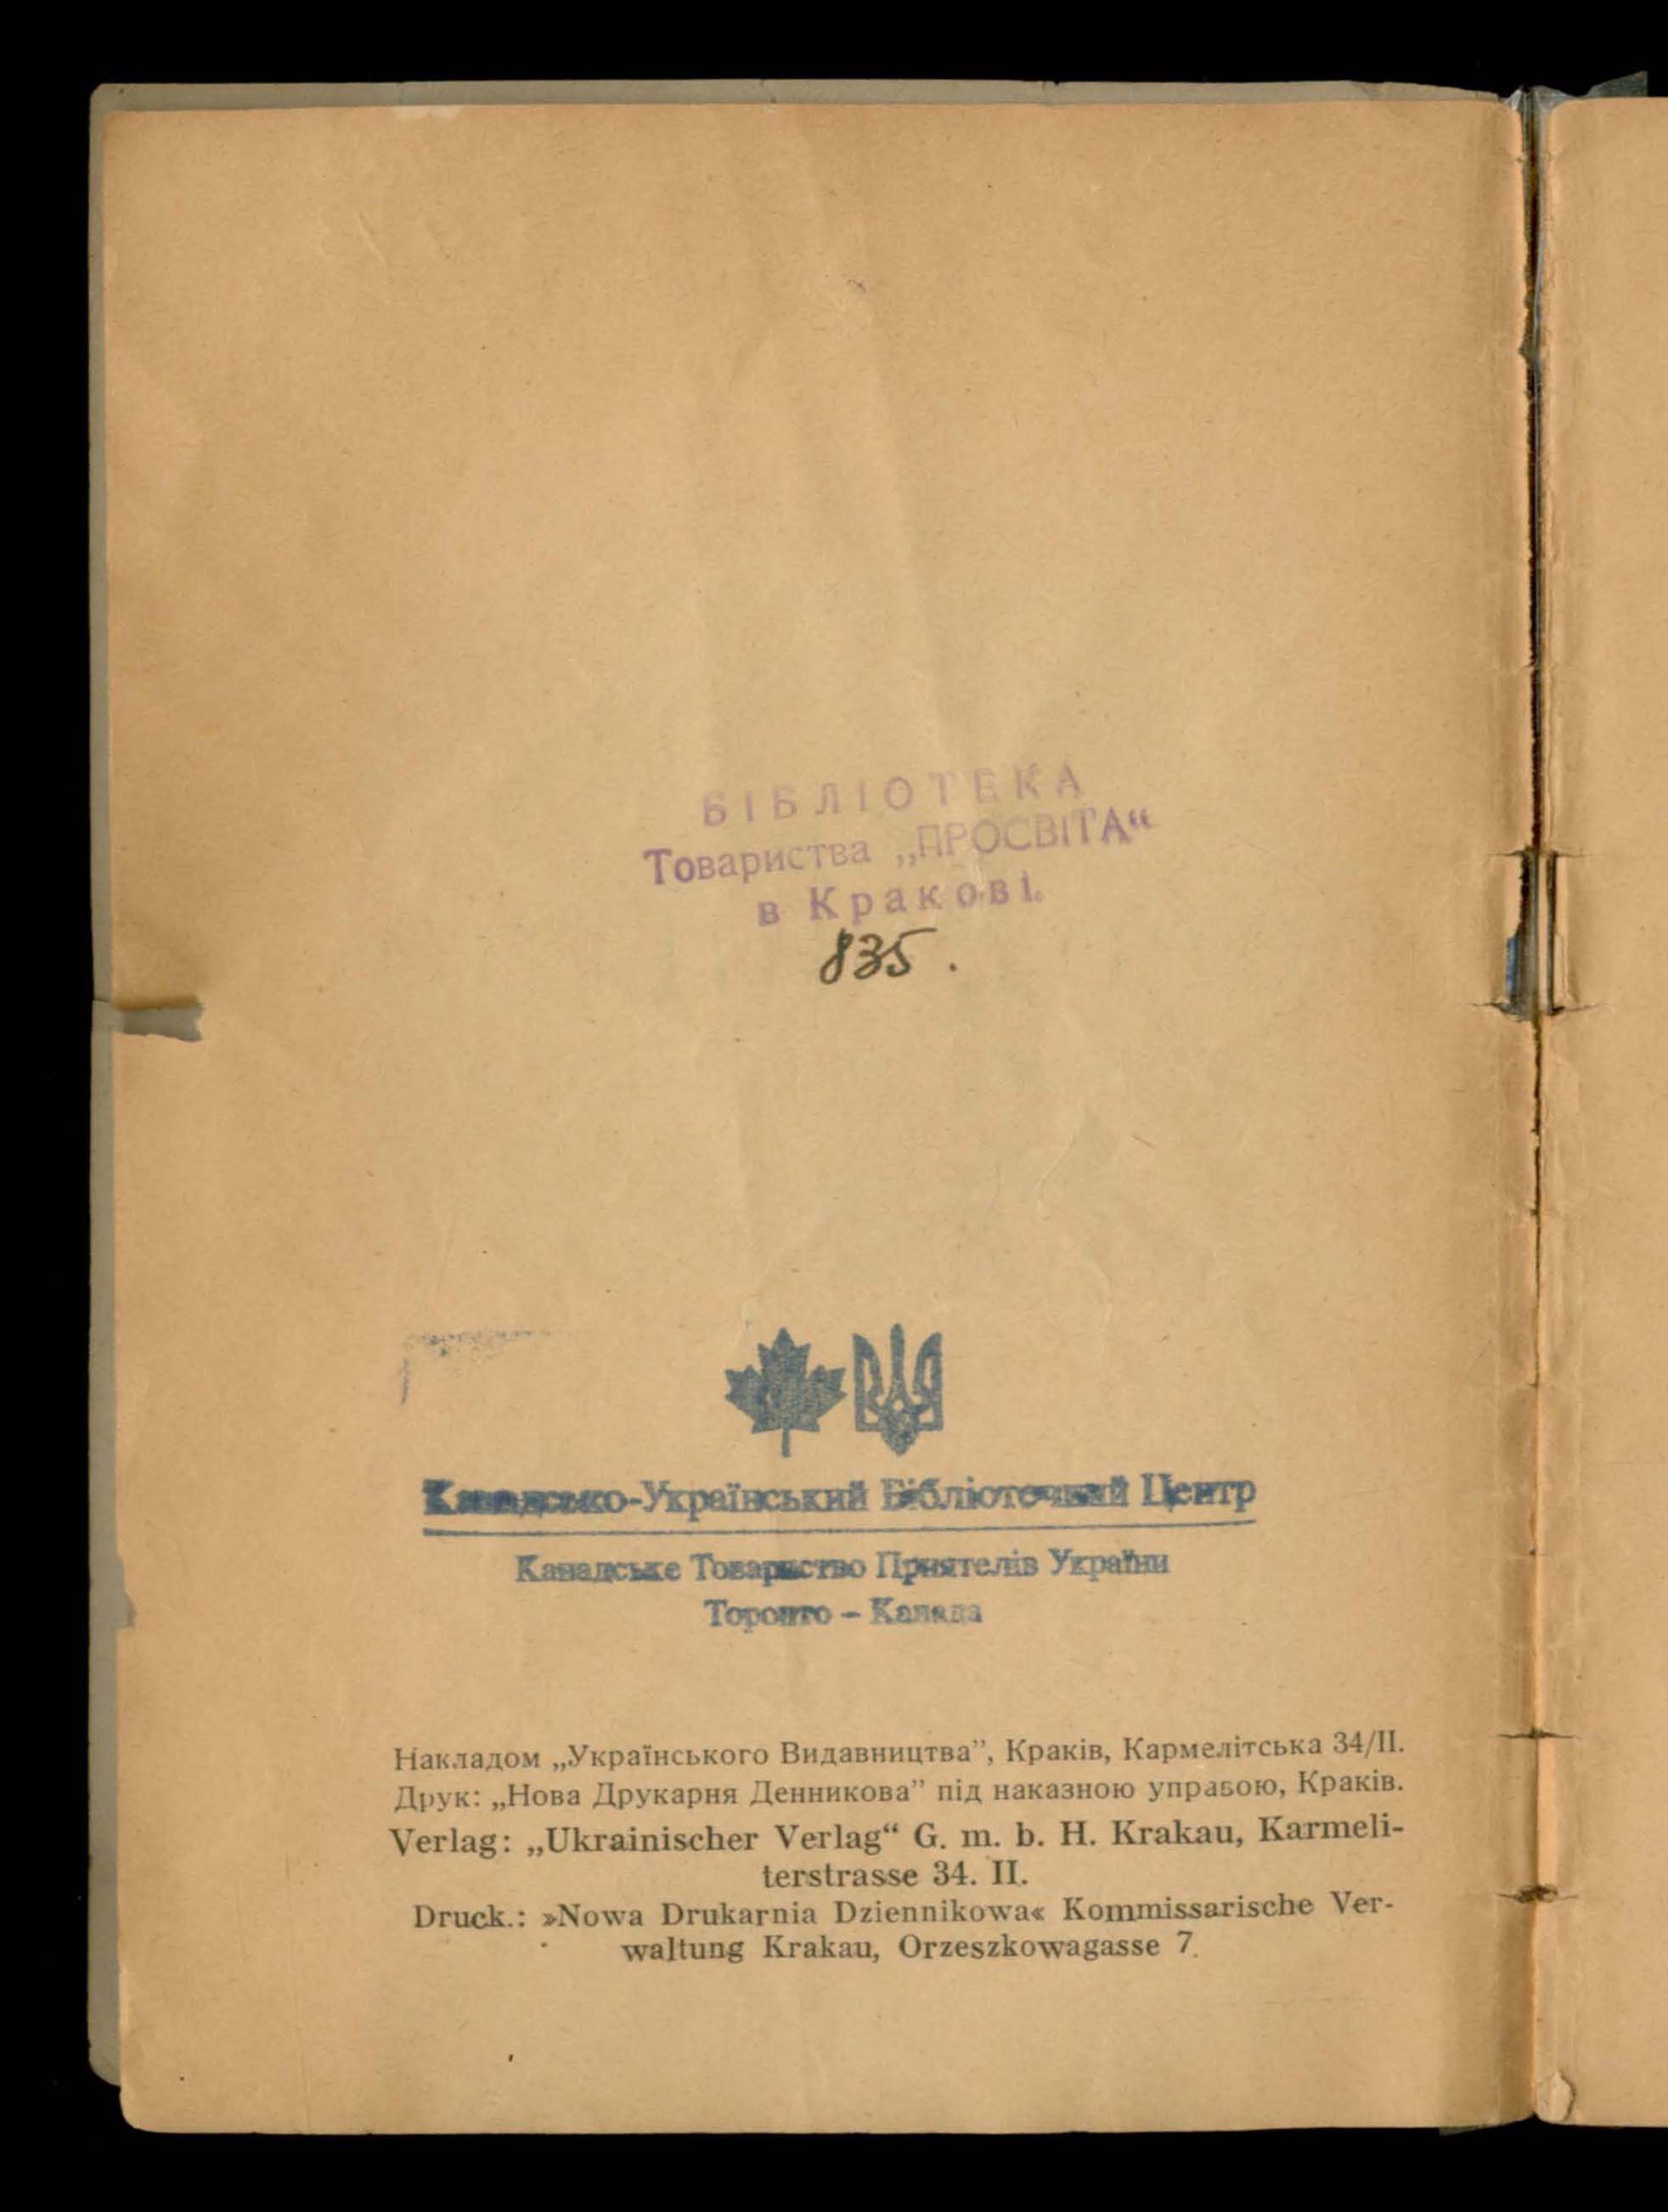 БІБЛІОТЕКА
Товариства „ПРОСВІТА“
в Кракові.
835.
Канадсько-Український Бібліотечний Центр
Канадське Товариство Приятелів України
Торонто – Канада
Накладом „Українського Видавництва”, Краків, Кармелітська 34/II.
Друк: „Нова Друкарня Денникова” під наказною управою, Краків.
Verlag: „Ukrainischer Verlag“ G. m. b. H. Krakau, Karmeli-
terstrasse 34. II.
Druck.: »Nowa Drukarnia Dziennikowa« Kommissarische Ver-
waltung Krakau, Orzeszkowagasse 7.